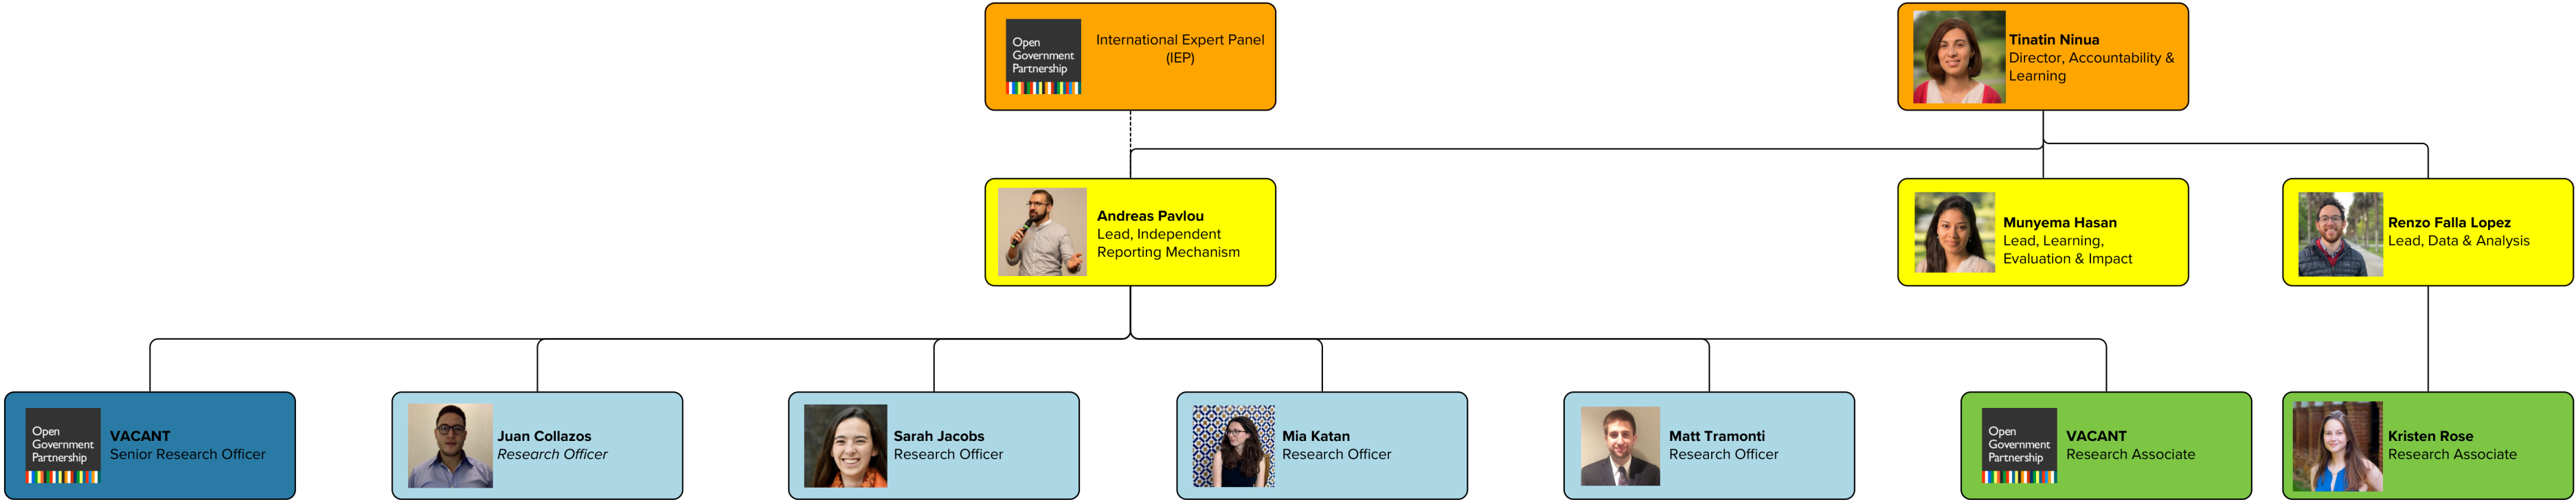 Open
Government
Partnership
International Expert Panel
(IEP)
Tinatin Ninua
Director, Accountability &
Learning
Andreas Pavlou
Lead, Independent
Reporting Mechanism
Munyema Hasan
Lead, Learning,
Evaluation & Impact
Renzo Falla Lopez
Lead, Data & Analysis
Open
Government
Partnership
VACANT
Senior Research Officer
Juan Collazos
Research Officer
Sarah Jacobs
Research Officer
Mia Katan
Research Officer
Matt Tramonti
Research Officer
Open
Government
Partnership
VACANT
Research Associate
Kristen Rose
Research Associate